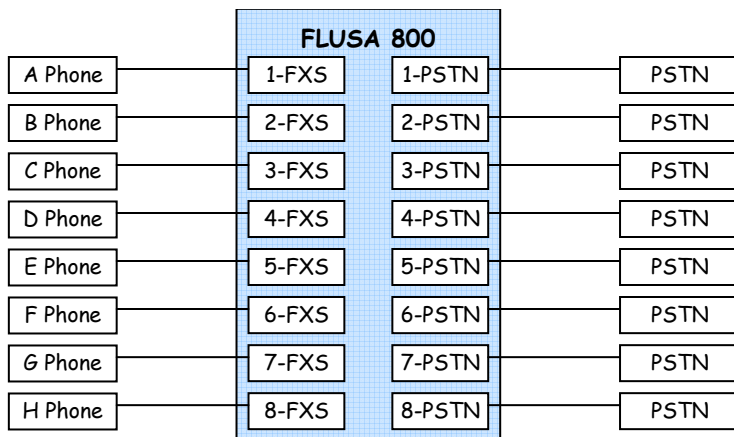 FLUSA 800
A Phone 1-FXS 1-PSTN PSTN
B Phone 2-FXS 2-PSTN PSTN
C Phone 3-FXS 3-PSTN PSTN
D Phone 4-FXS 4-PSTN PSTN
E Phone 5-FXS 5-PSTN PSTN
F Phone 6-FXS 6-PSTN PSTN
G Phone 7-FXS 7-PSTN PSTN
H Phone 8-FXS 8-PSTN PSTN